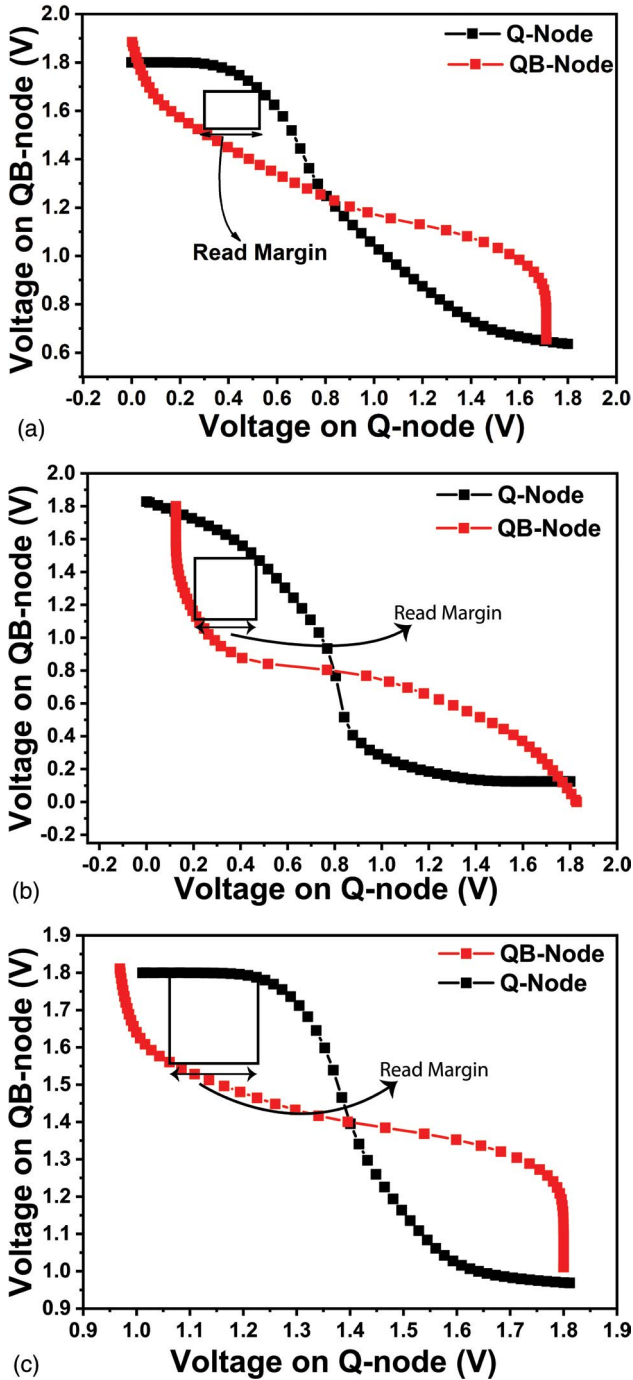 2.0
Q-Node
QB-Node
1.8
1.6
1.4
1.2
1.0
0.8
0.6
Voltage on QB-node (V)
Read Margin
-0.2 0.0 0.2 0.4 0.6 0.8 1.0 1.2 1.4 1.6 1.8 2.0
(a) Voltage on Q-node (V)
2.0
Q-Node
QB-Node
1.8
1.6
1.4
1.2
1.0
0.8
0.6
0.4
0.2
0.0
-0.2
Voltage on QB-node (V)
Read Margin
-0.2 0.0 0.2 0.4 0.6 0.8 1.0 1.2 1.4 1.6 1.8 2.0
(b) Voltage on Q-node (V)
1.9
QB-Node
Q-Node
1.8
1.7
1.6
1.5
1.4
1.3
1.2
1.1
1.0
0.9
Voltage on QB-node (V)
Read Margin
0.9 1.0 1.1 1.2 1.3 1.4 1.5 1.6 1.7 1.8 1.9
(c) Voltage on Q-node (V)